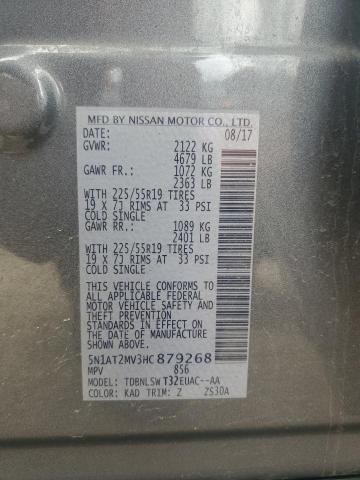 MFD BY NISSAN MOTOR CO., LTD.
DATE: 08/17
GVWR: 2122 KG
4679 LB
GAWR FR.: 1072 KG
2363 LB
WITH 225/55R19 TIRES
19 X 7J RIMS AT 33 PSI
COLD SINGLE
GAWR RR.: 1089 KG
2401 LB
WITH 225/55R19 TIRES
19 X 7J RIMS AT 33 PSI
COLD SINGLE
THIS VEHICLE CONFORMS TO
ALL APPLICABLE FEDERAL
MOTOR VEHICLE SAFETY
AND THEFT PREVENTION
STANDARDS IN EFFECT ON
THE DATE OF MANUFACTURE
SHOWN ABOVE.
5N1AT2MV3HC879268
MPV 856
MODEL: TDBNLSWT32EUAC--AA
COLOR: KAD TRIM: Z ZS30A